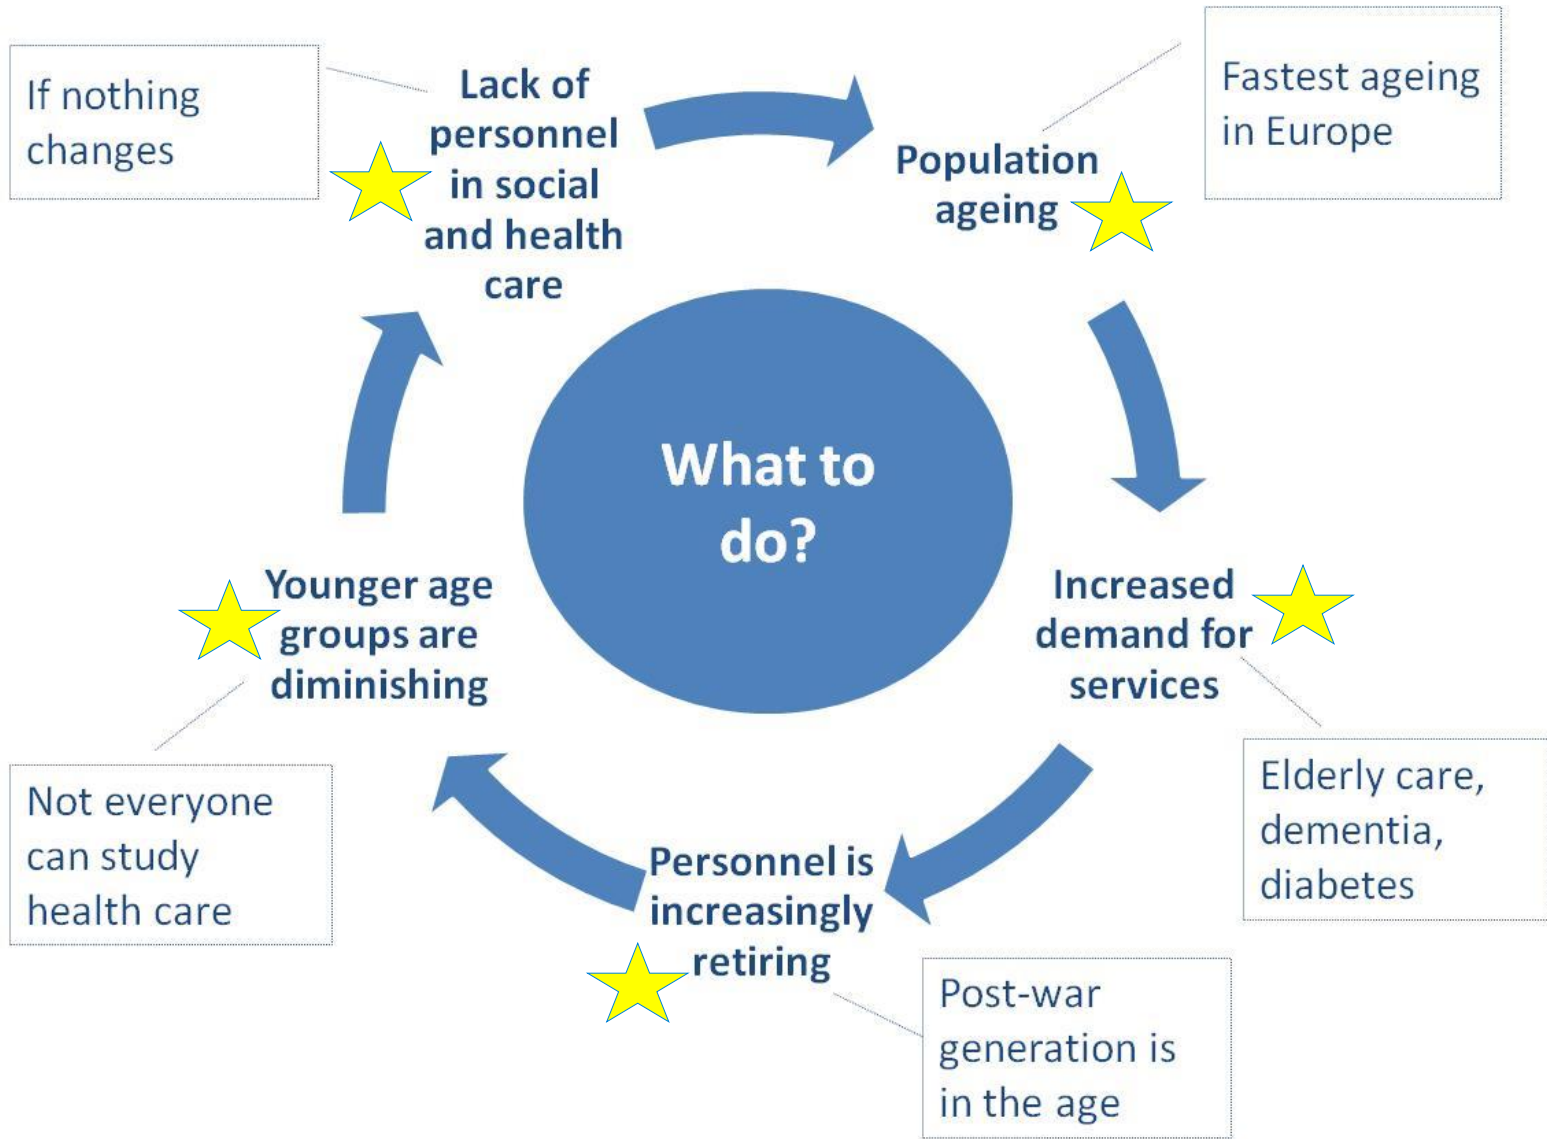 If nothing
changes
Lack of
personnel
in social
and health
care
Population
ageing
Fastest ageing
in Europe
What to
do?
Increased
demand for
services
Elderly care,
dementia,
diabetes
Personnel is
increasingly
retiring
Post-war
generation is
in the age
Younger age
groups are
diminishing
Not everyone
can study
health care